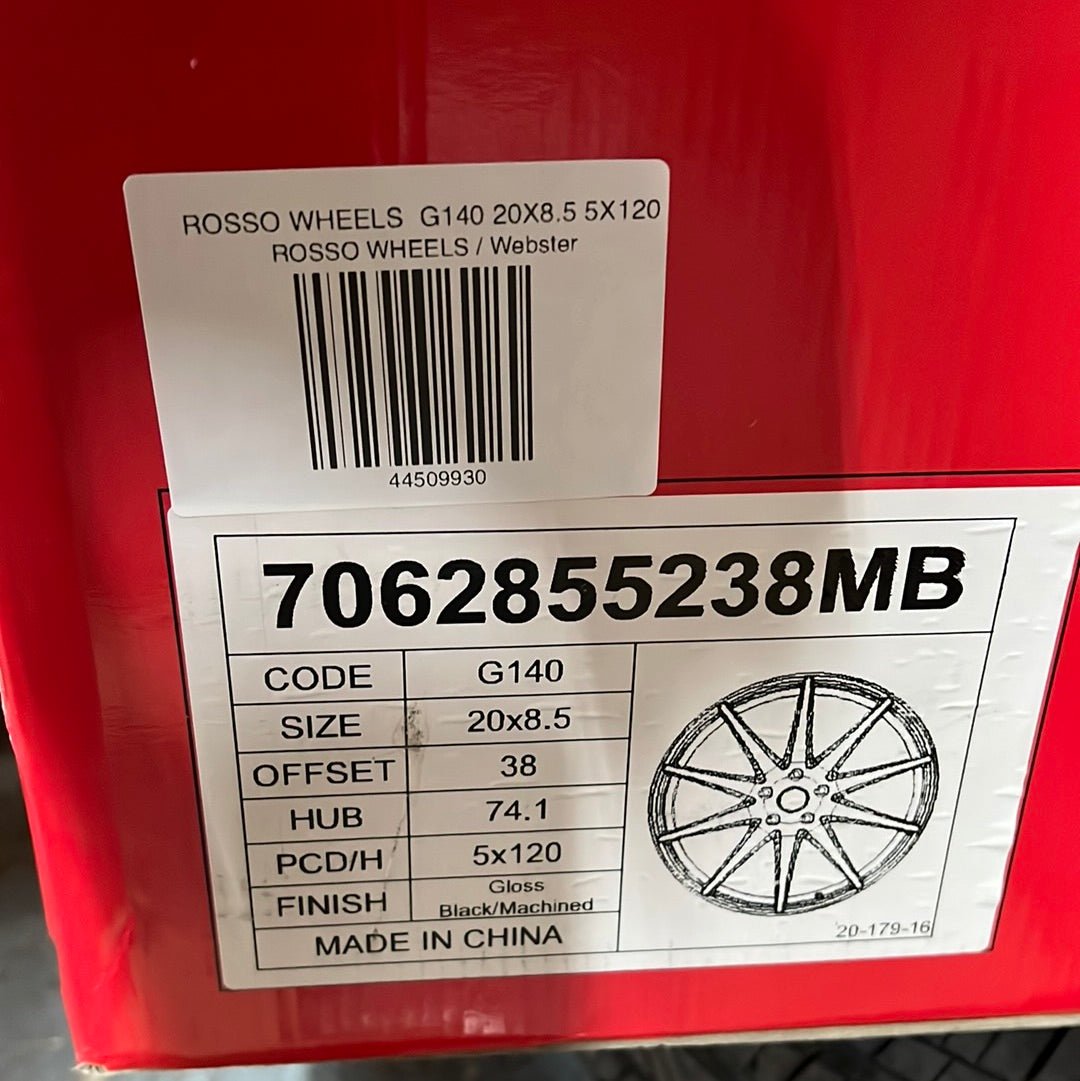 ROSSO WHEELS G140 20X8.5 5X120
ROSSO WHEELS / Webster
44509930
7062855238MB
CODE G140
SIZE 20x8.5
OFFSET 38
HUB 74.1
PCD/H 5x120
FINISH Gloss Black/Machined
MADE IN CHINA
20-179-16